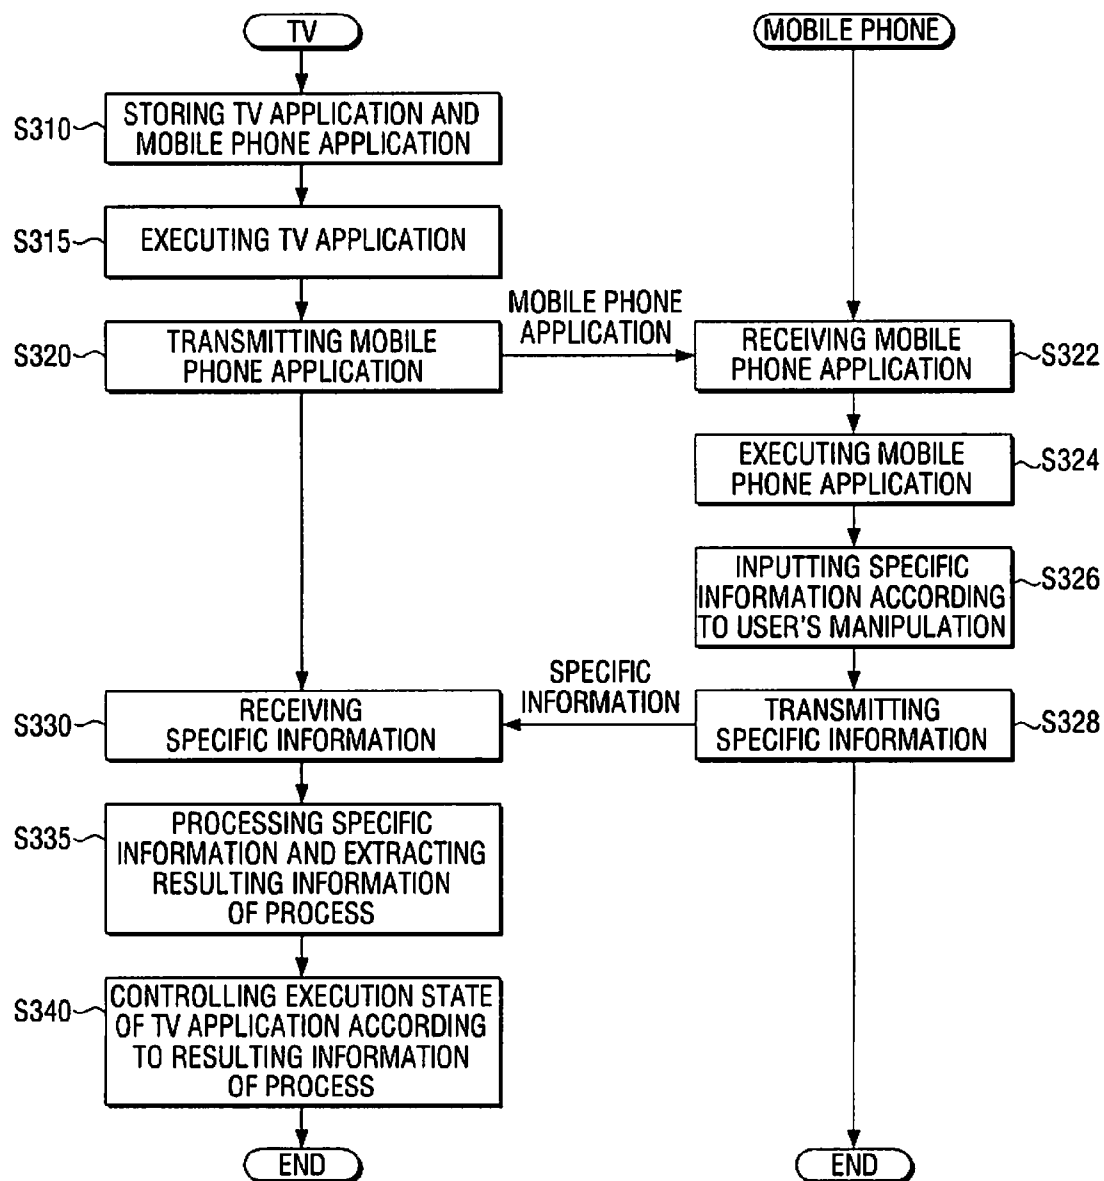 TV
MOBILE PHONE
S310
STORING TV APPLICATION AND
MOBILE PHONE APPLICATION
S315
EXECUTING TV APPLICATION
S320
TRANSMITTING MOBILE
PHONE APPLICATION
MOBILE PHONE
APPLICATION
RECEIVING MOBILE
PHONE APPLICATION
S322
EXECUTING MOBILE
PHONE APPLICATION
S324
INPUTTING SPECIFIC
INFORMATION ACCORDING
TO USER'S MANIPULATION
S326
S330
RECEIVING
SPECIFIC INFORMATION
SPECIFIC
INFORMATION
TRANSMITTING
SPECIFIC INFORMATION
S328
S335
PROCESSING SPECIFIC
INFORMATION AND EXTRACTING
RESULTING INFORMATION
OF PROCESS
S340
CONTROLLING EXECUTION STATE
OF TV APPLICATION ACCORDING
TO RESULTING INFORMATION
OF PROCESS
END
END